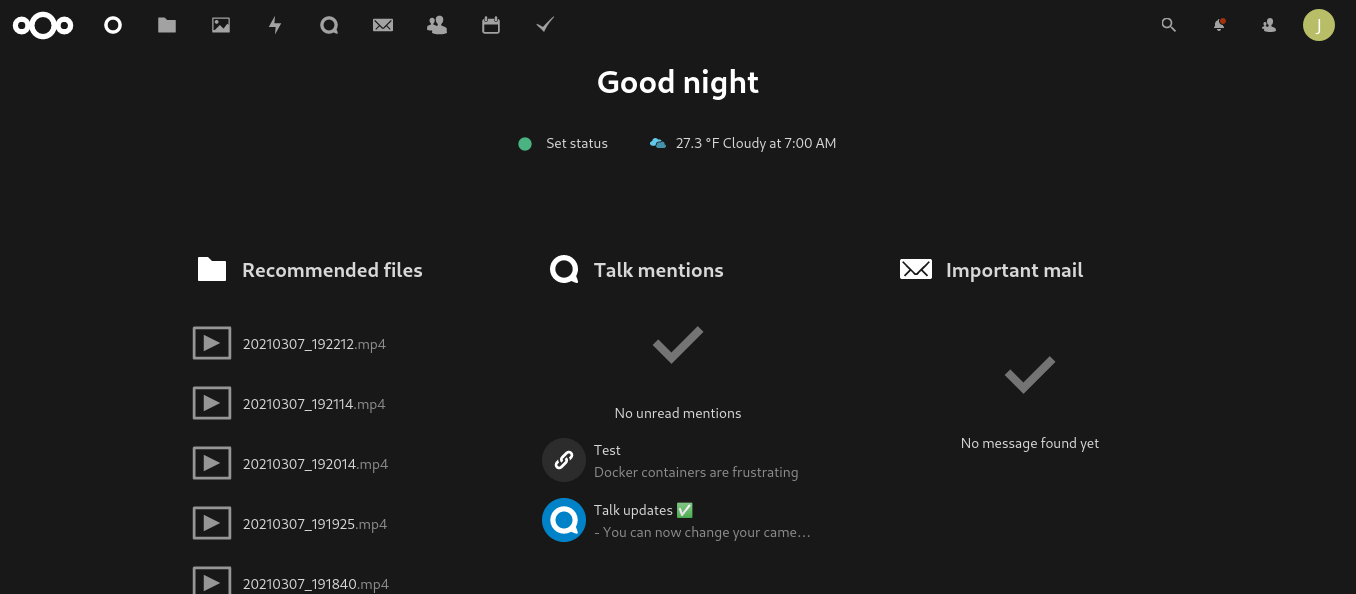 J
Good night
Set status
27.3 °F Cloudy at 7:00 AM
Recommended files
20210307_192212.mp4
20210307_192114.mp4
20210307_192014.mp4
20210307_191925.mp4
20210307_191840.mp4
Talk mentions
No unread mentions
Test
Docker containers are frustrating
Talk updates ✅
- You can now change your came…
Important mail
No message found yet